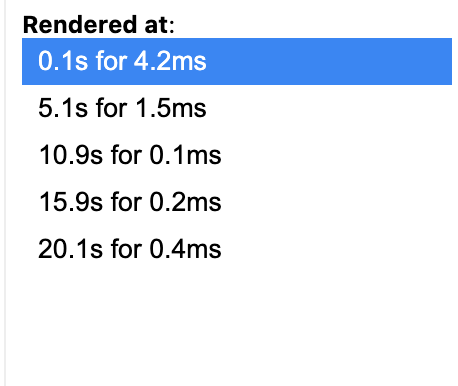 Rendered at:
0.1s for 4.2ms
5.1s for 1.5ms
10.9s for 0.1ms
15.9s for 0.2ms
20.1s for 0.4ms